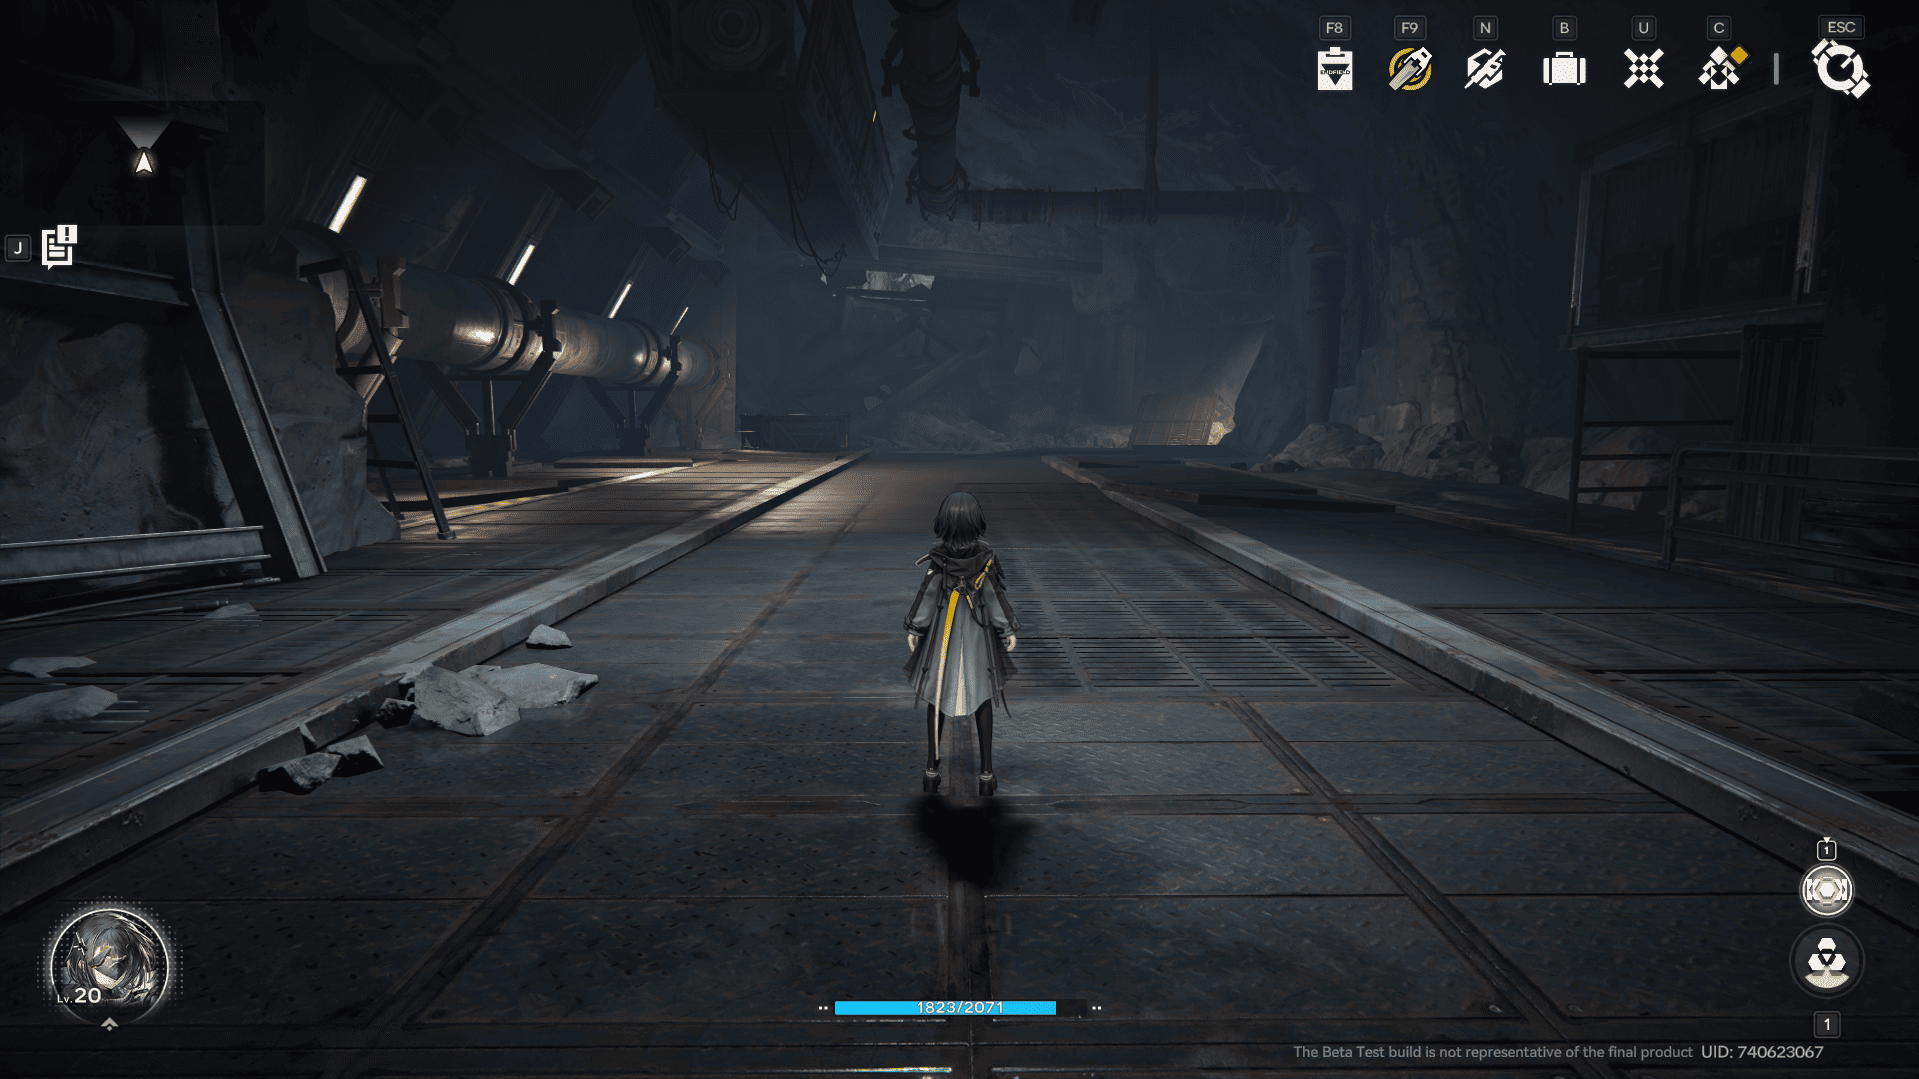 F8 F9 N B U C ESC
ENDFIELD
J
1
Lv.20
1823/2071
1
The Beta Test build is not representative of the final product UID: 740623067